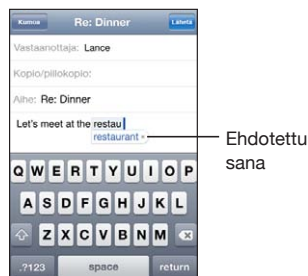 Kumoa Re: Dinner Lähetä
Vastaanottaja: Lance
Kopio/piilokopio:
Aihe: Re: Dinner
Let's meet at the restau
restaurant ×
Ehdotettu
sana
Q W E R T Y U I O P
A S D F G H J K L
Z X C V B N M
.?123 space return